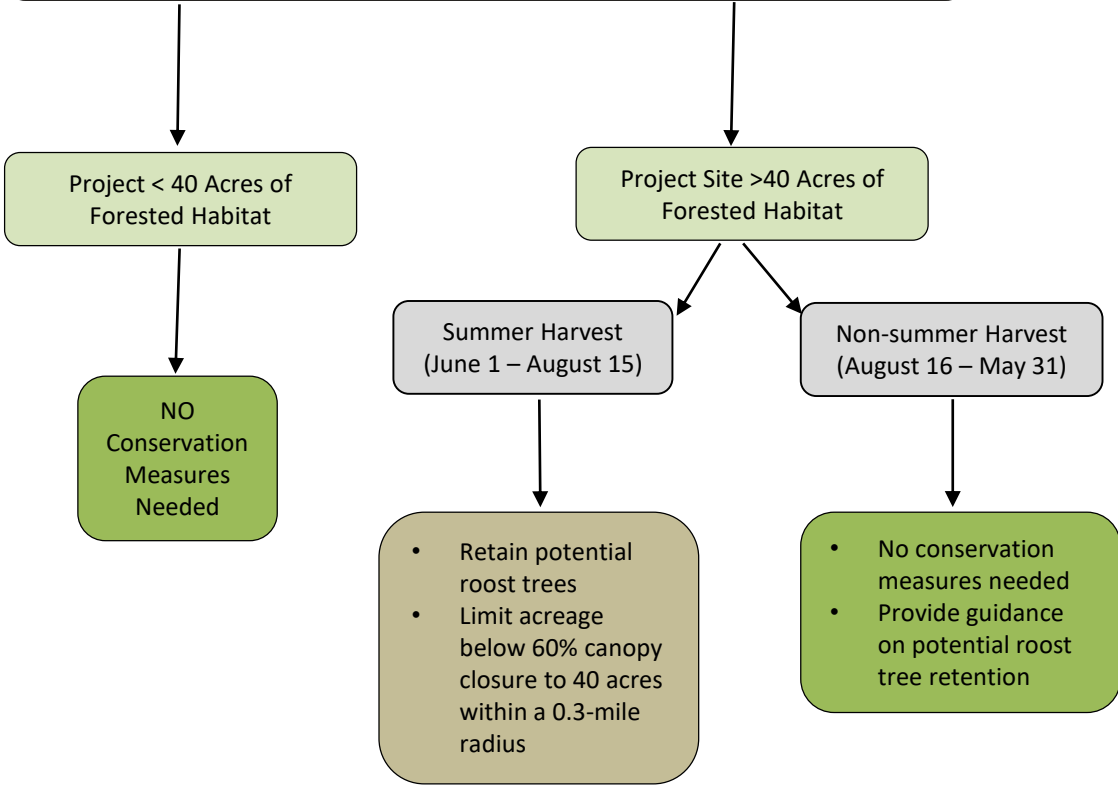 Project < 40 Acres of
Forested Habitat
Project Site >40 Acres of
Forested Habitat
Summer Harvest
(June 1 – August 15)
Non-summer Harvest
(August 16 – May 31)
NO
Conservation
Measures
Needed
• Retain potential
roost trees
• Limit acreage
below 60% canopy
closure to 40 acres
within a 0.3-mile
radius
• No conservation
measures needed
• Provide guidance
on potential roost
tree retention